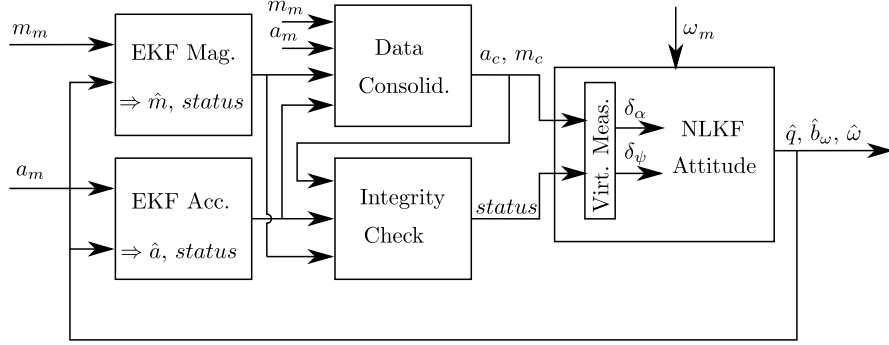 m_m
EKF Mag.
⇒ m̂, status
a_m
EKF Acc.
⇒ â, status
m_m
a_m
Data
Consolid.
Integrity
Check
a_c, m_c
status
Virt. Meas.
δ_α
δ_ψ
ω_m
NLKF
Attitude
q̂, b̂_ω, ω̂